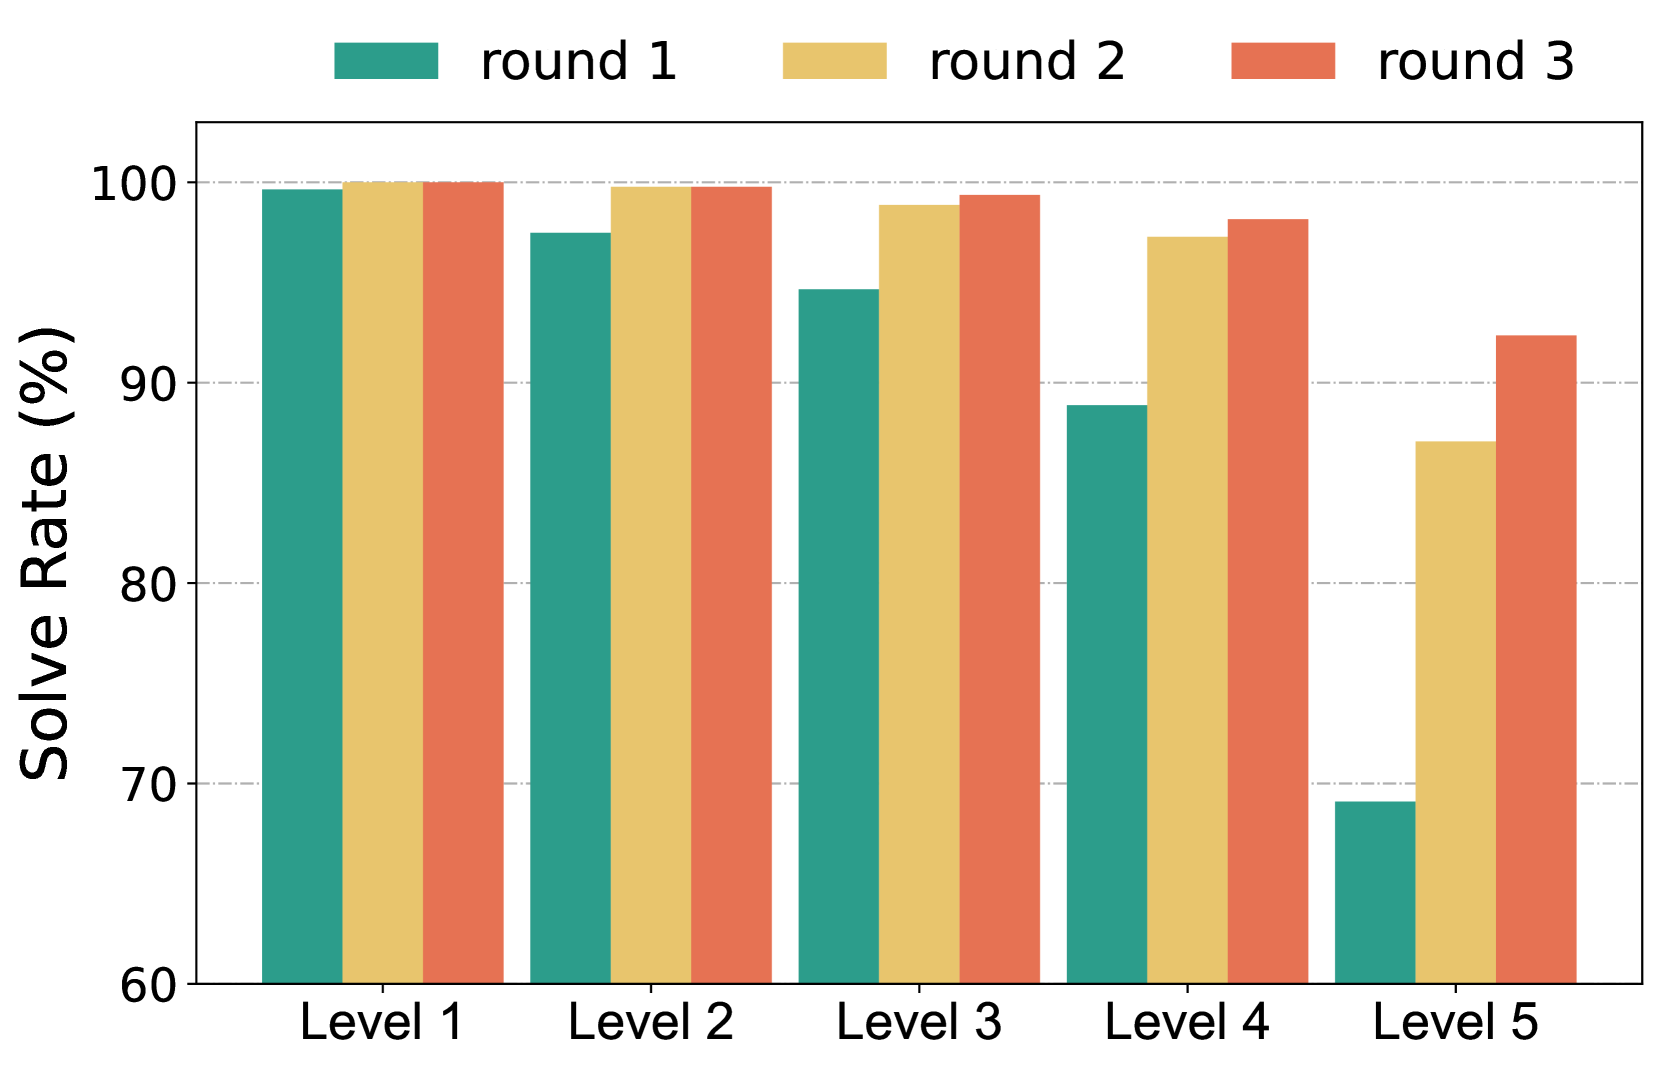 round 1
round 2
round 3
Solve Rate (%)
100
90
80
70
60
Level 1
Level 2
Level 3
Level 4
Level 5